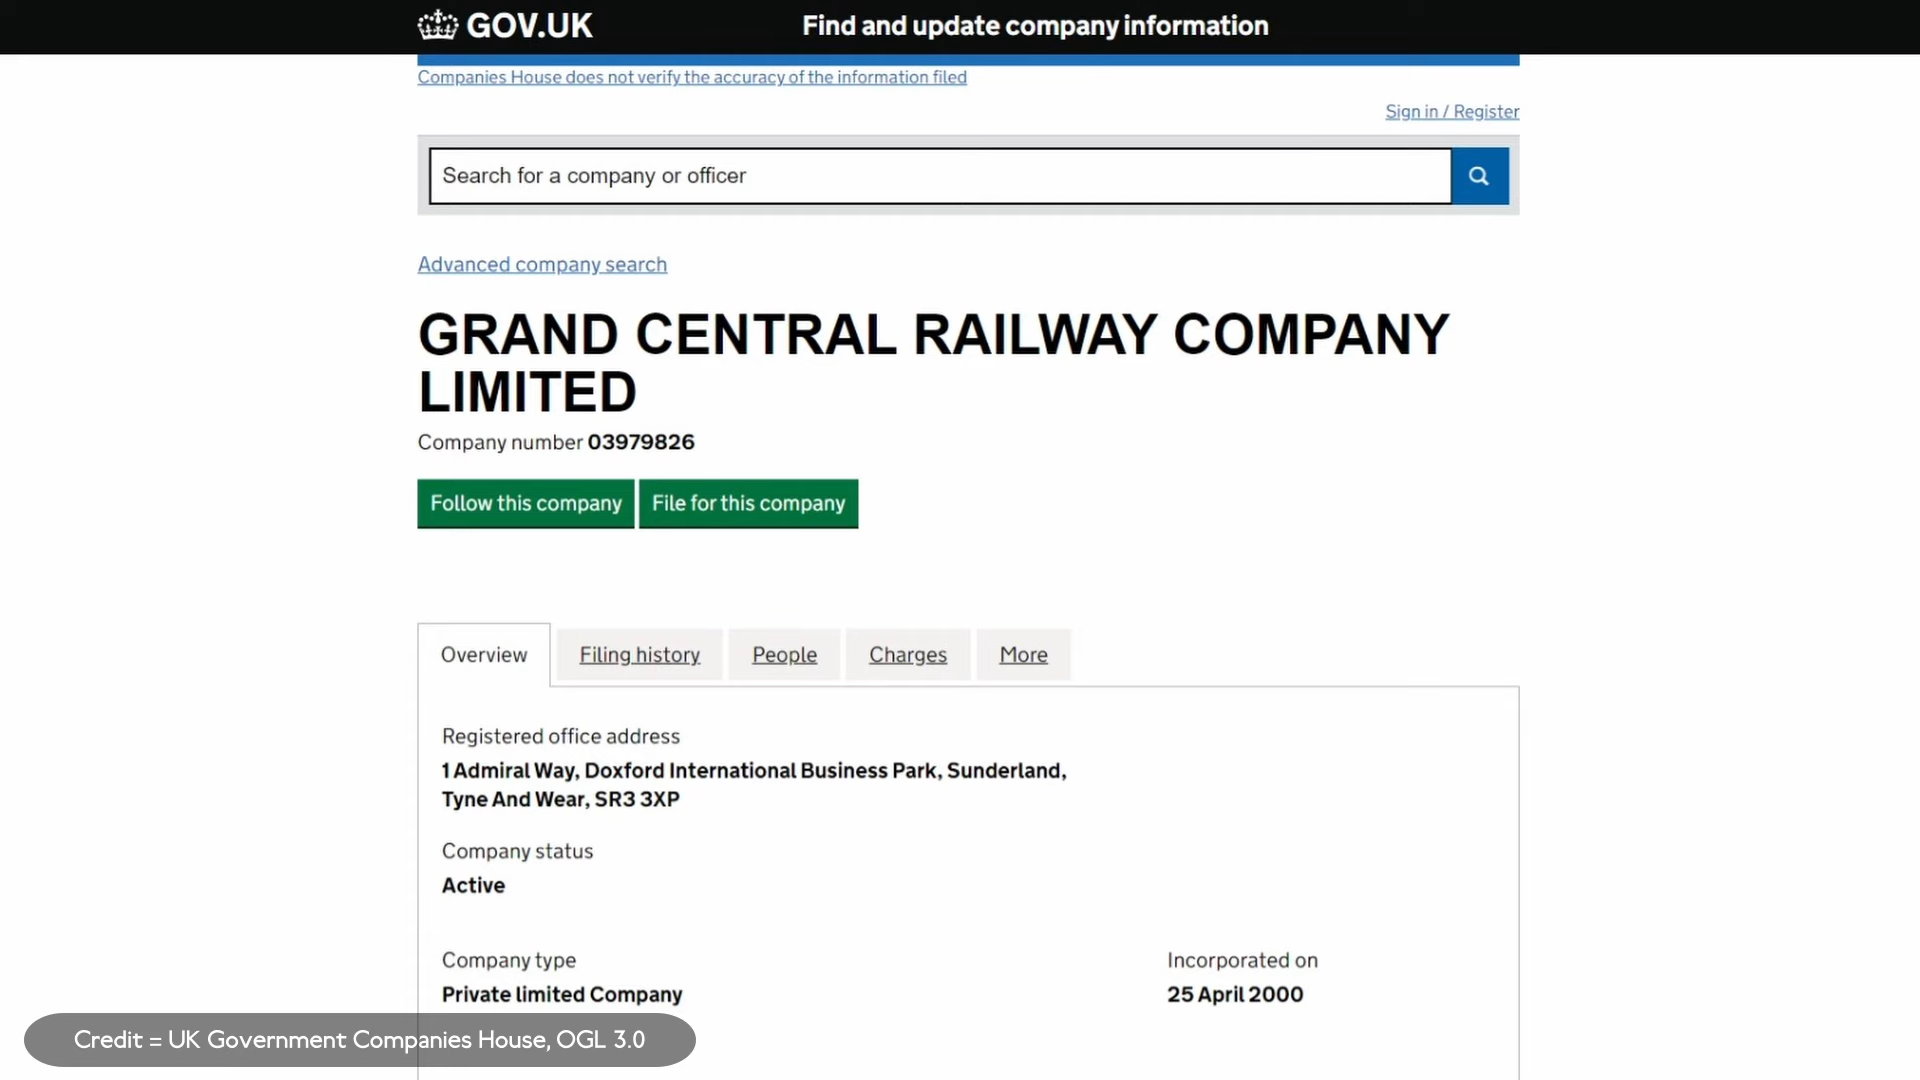 GOV.UK
Find and update company information
Companies House does not verify the accuracy of the information filed
Sign in / Register
Search for a company or officer
Advanced company search
GRAND CENTRAL RAILWAY COMPANY
LIMITED
Company number 03979826
Follow this company
File for this company
Overview
Filing history
People
Charges
More
Registered office address
1 Admiral Way, Doxford International Business Park, Sunderland,
Tyne And Wear, SR3 3XP
Company status
Active
Company type
Incorporated on
Private limited Company
25 April 2000
Credit = UK Government Companies House, OGL 3.0